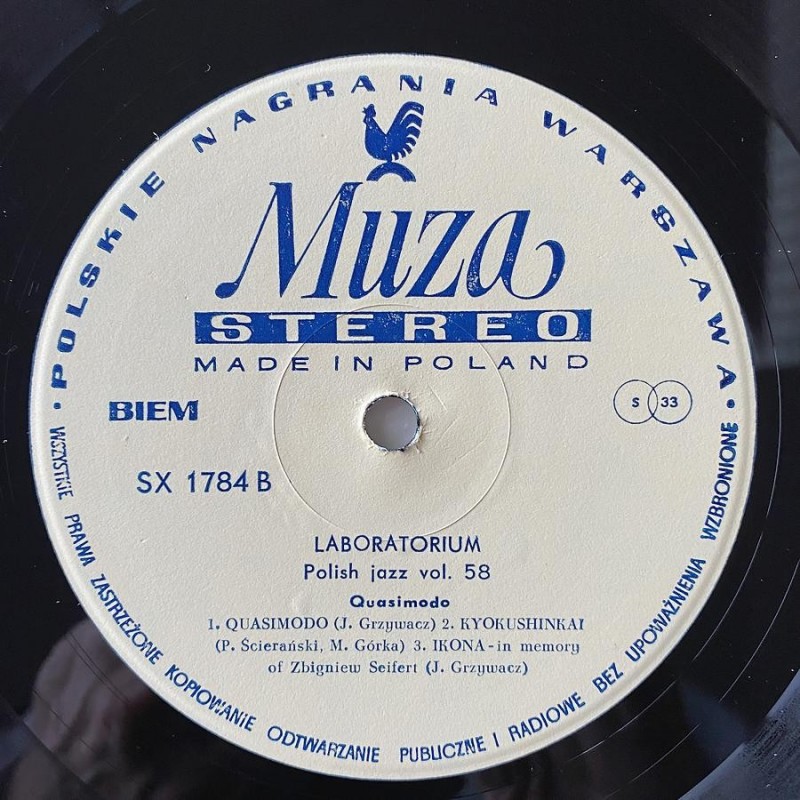 • POLSKIE NAGRANIA WARSZAWA •
Muza
STEREO
MADE IN POLAND
BIEM
S 33
SX 1784 B
LABORATORIUM
Polish jazz vol. 58
Quasimodo
1. QUASIMODO (J. Grzywacz) 2. KYOKUSHINKAI
(P. Ścierański, M. Górka) 3. IKONA - in memory
of Zbigniew Seifert (J. Grzywacz)
WSZYSTKIE PRAWA ZASTRZEŻONE KOPIOWANIE ODTWARZANIE PUBLICZNE I RADIOWE BEZ UPOWAŻNIENIA WZBRONIONE